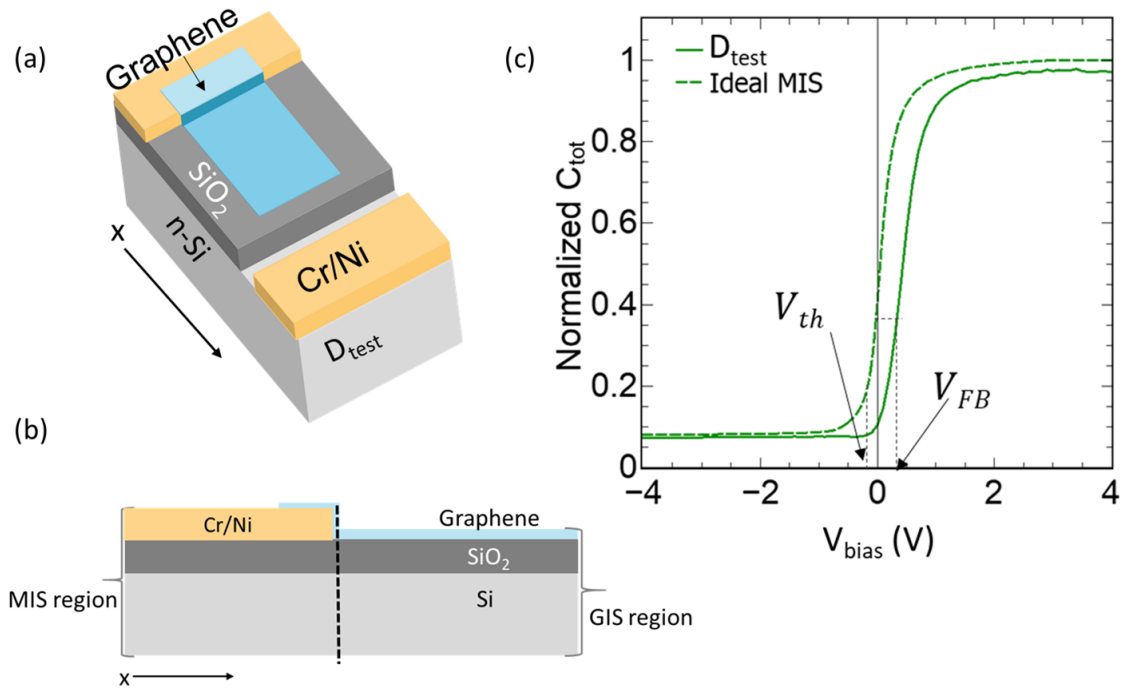 (a)
Graphene
SiO2
n-Si
x
Cr/Ni
Dtest
(b)
Cr/Ni
Graphene
SiO2
MIS region
Si
GIS region
x
(c)
Dtest
Ideal MIS
Normalized Ctot
1
0.8
0.6
0.4
0.2
0
Vth
VFB
−4
−2
0
2
4
Vbias (V)